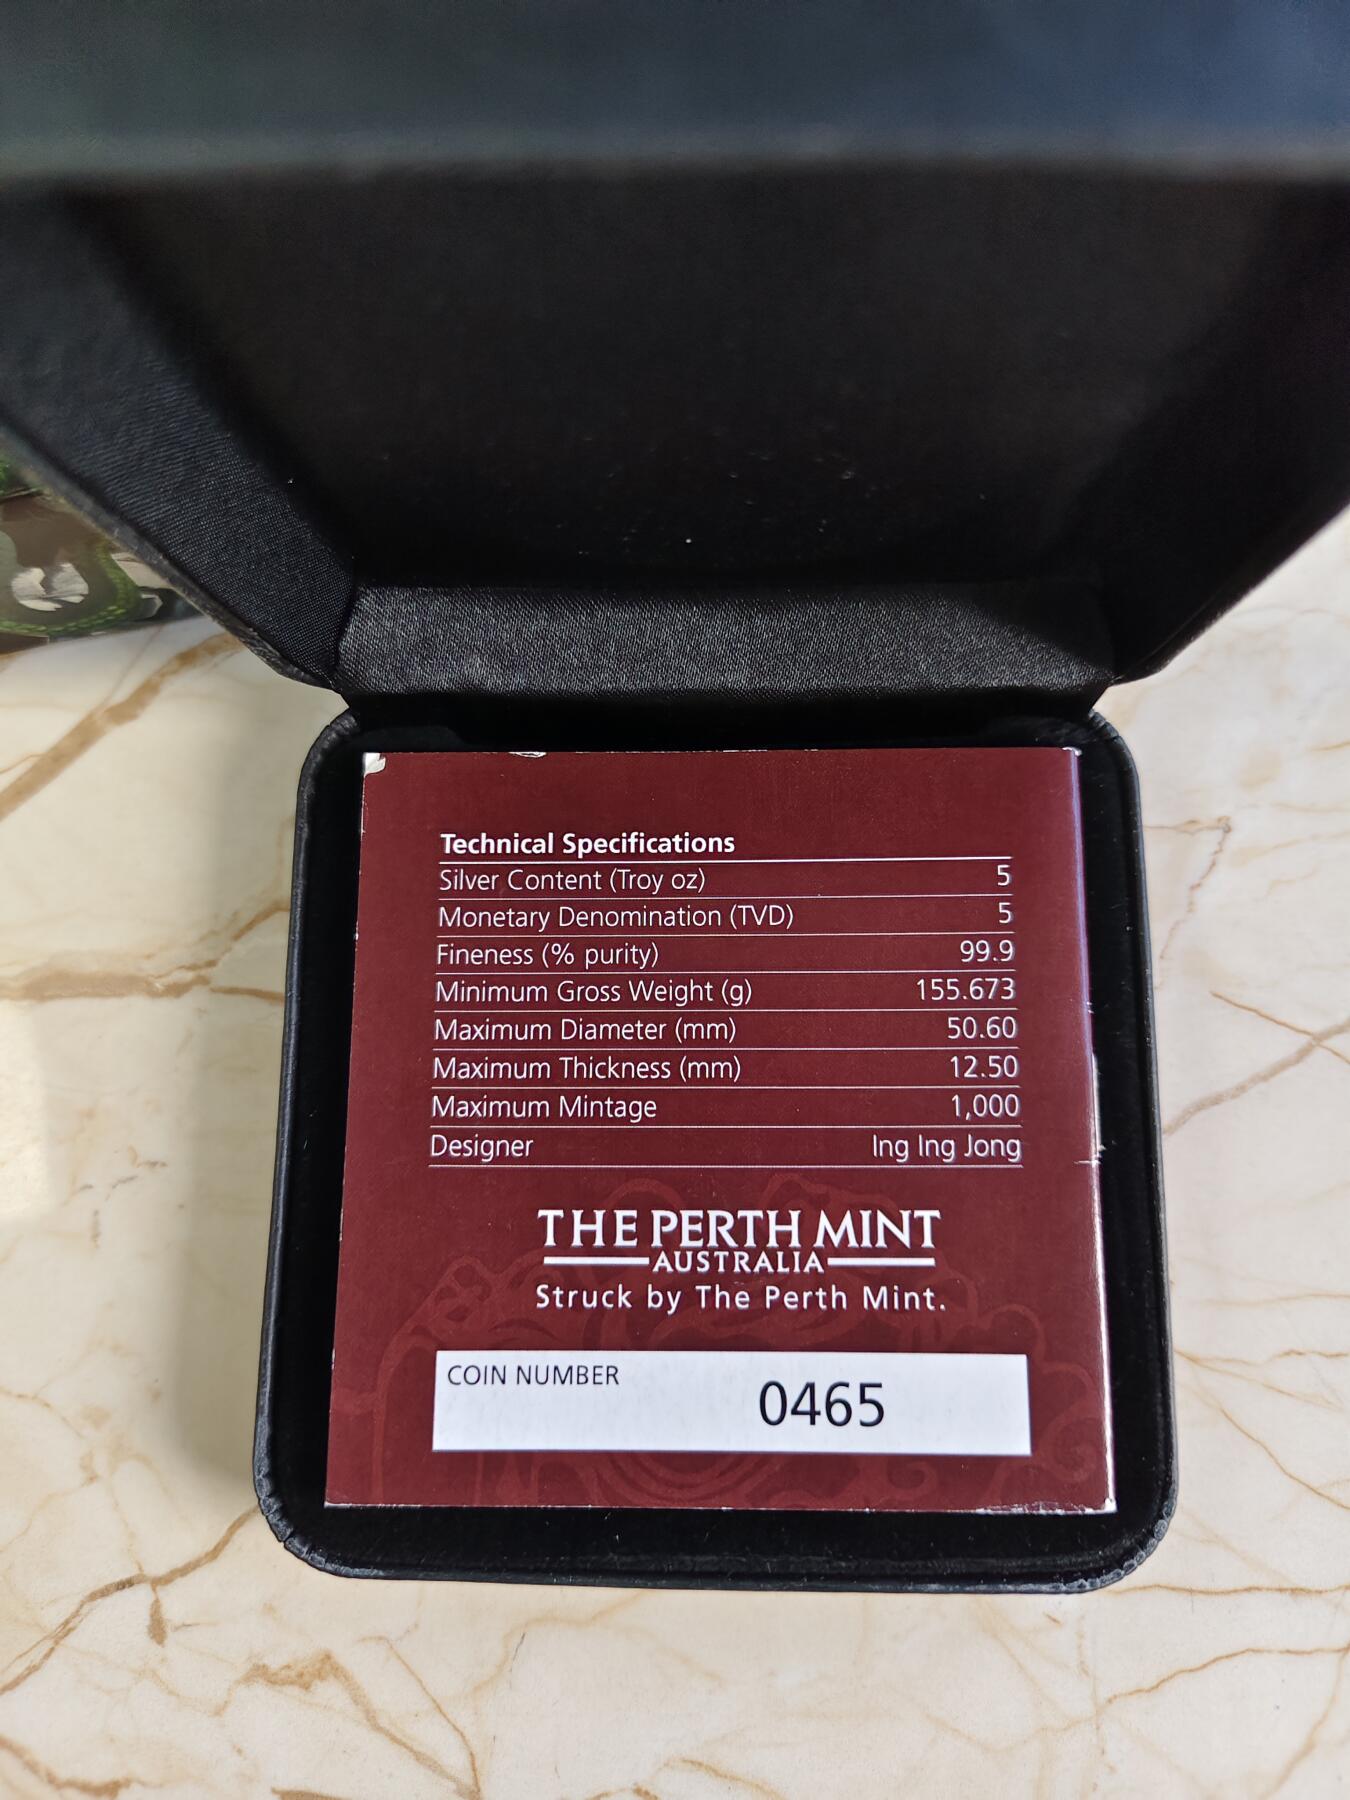 Technical Specifications
Silver Content (Troy oz) 5
Monetary Denomination (TVD) 5
Fineness (% purity) 99.9
Minimum Gross Weight (g) 155.673
Maximum Diameter (mm) 50.60
Maximum Thickness (mm) 12.50
Maximum Mintage 1,000
Designer Ing Ing Jong
THE PERTH MINT
AUSTRALIA
Struck by The Perth Mint.
COIN NUMBER 0465